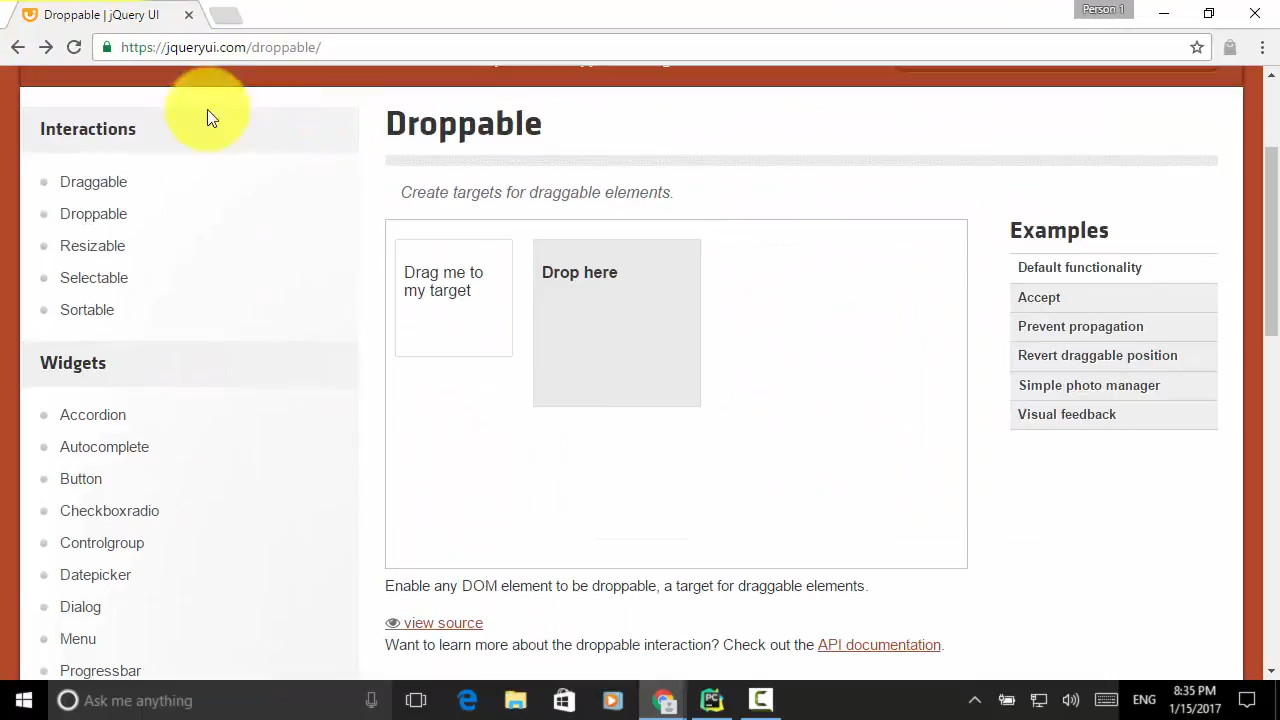 Droppable | jQuery UI
Person 1
https://jqueryui.com/droppable/
Interactions
Draggable
Droppable
Resizable
Selectable
Sortable
Widgets
Accordion
Autocomplete
Button
Checkboxradio
Controlgroup
Datepicker
Dialog
Menu
Progressbar
Droppable
Create targets for draggable elements.
Drag me to
my target
Drop here
Enable any DOM element to be droppable, a target for draggable elements.
view source
Want to learn more about the droppable interaction? Check out the API documentation.
Examples
Default functionality
Accept
Prevent propagation
Revert draggable position
Simple photo manager
Visual feedback
Ask me anything
ENG
8:35 PM
1/15/2017